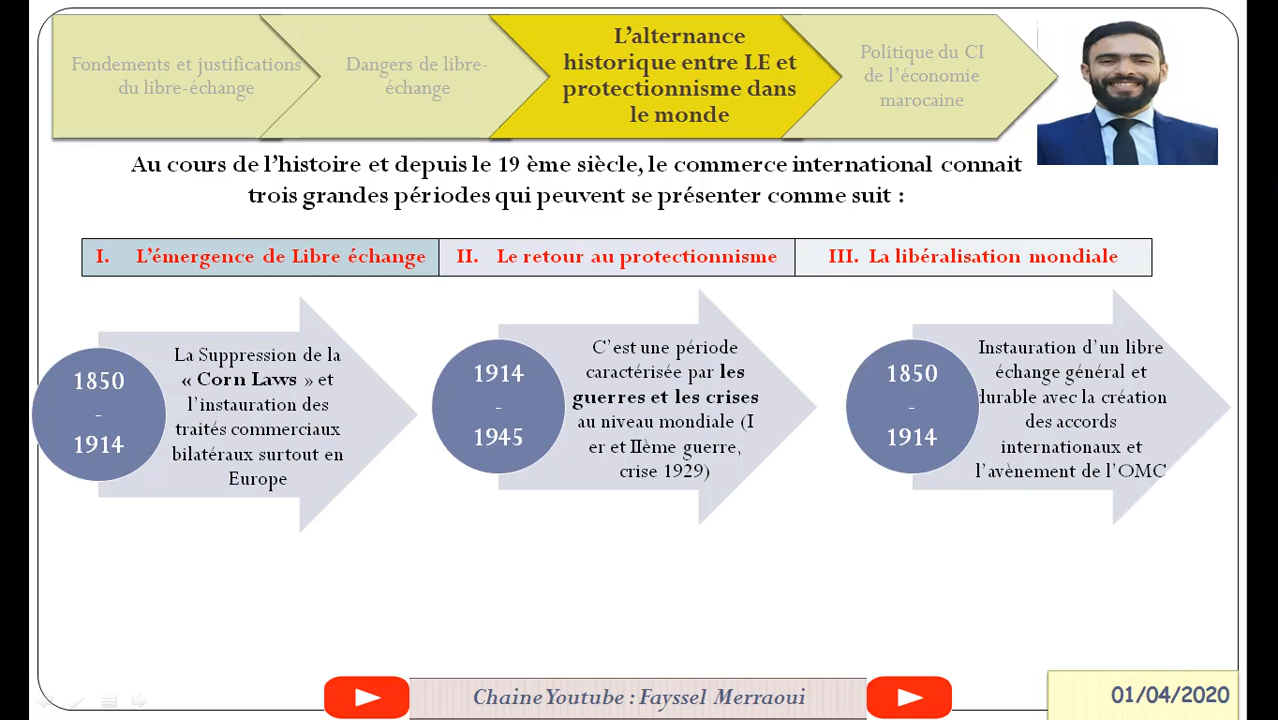 Fondements et justifications
du libre-échange
Dangers de libre-
échange
L'alternance
historique entre LE et
protectionnisme dans
le monde
Politique du CI
de l'économie
marocaine
Au cours de l'histoire et depuis le 19 ème siècle, le commerce international connait
trois grandes périodes qui peuvent se présenter comme suit :
I. L'émergence de Libre échange
II. Le retour au protectionnisme
III. La libéralisation mondiale
1850
-
1914
La Suppression de la
« Corn Laws » et
l'instauration des
traités commerciaux
bilatéraux surtout en
Europe
1914
-
1945
C'est une période
caractérisée par les
guerres et les crises
au niveau mondiale (I
er et IIème guerre,
crise 1929)
1850
-
1914
Instauration d'un libre
échange général et
durable avec la création
des accords
internationaux et
l'avènement de l'OMC
Chaine Youtube : Fayssel Merraoui
01/04/2020